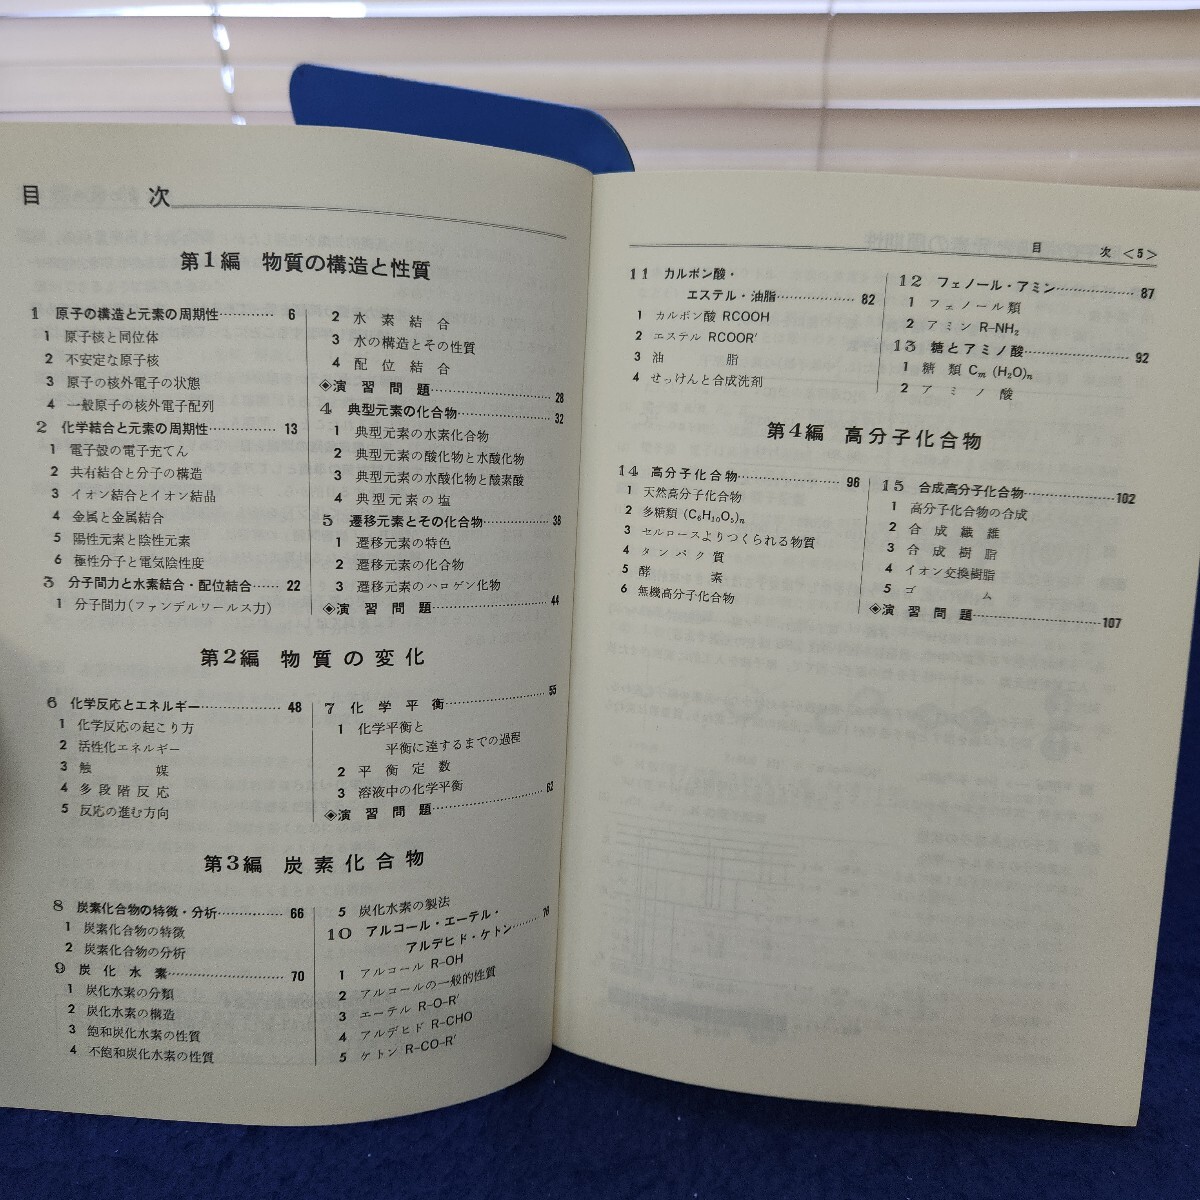 目 次
第1編 物質の構造と性質
1 原子の構造と元素の周期性…………6
1 原子核と同位体
2 不安定な原子核
3 原子の核外電子の状態
4 一般原子の核外電子配列
2 化学結合と元素の周期性…………13
1 電子殻の電子充てん
2 共有結合と分子の構造
3 イオン結合とイオン結晶
4 金属と金属結合
5 陽性元素と陰性元素
6 極性分子と電気陰性度
3 分子間力と水素結合・配位結合……22
1 分子間力(ファンデルワールス力)
2 水素結合
3 水の構造とその性質
4 配位結合
◈演習問題…………28
4 典型元素の化合物…………32
1 典型元素の水素化合物
2 典型元素の酸化物と水酸化物
3 典型元素の水酸化物と酸素酸
4 典型元素の塩
5 遷移元素とその化合物…………38
1 遷移元素の特色
2 遷移元素の化合物
3 遷移元素のハロゲン化物
◈演習問題…………44
第2編 物質の変化
6 化学反応とエネルギー…………48
1 化学反応の起こり方
2 活性化エネルギー
3 触媒
4 多段階反応
5 反応の進む方向
7 化学平衡…………55
1 化学平衡と
平衡に達するまでの過程
2 平衡定数
3 溶液中の化学平衡
◈演習問題…………62
第3編 炭素化合物
8 炭素化合物の特徴・分析…………66
1 炭素化合物の特徴
2 炭素化合物の分析
9 炭化水素…………70
1 炭化水素の分類
2 炭化水素の構造
3 飽和炭化水素の性質
4 不飽和炭化水素の性質
5 炭化水素の製法
10 アルコール・エーテル・
アルデヒド・ケトン………76
1 アルコール R-OH
2 アルコールの一般的性質
3 エーテル R-O-R′
4 アルデヒド R-CHO
5 ケトン R-CO-R′
目 次 <5>
11 カルボン酸・
エステル・油脂…………82
1 カルボン酸 RCOOH
2 エステル RCOOR′
3 油脂
4 せっけんと合成洗剤
12 フェノール・アミン…………87
1 フェノール類
2 アミン R-NH₂
13 糖とアミノ酸…………92
1 糖類 Cₘ(H₂O)ₙ
2 アミノ酸
第4編 高分子化合物
14 高分子化合物…………96
1 天然高分子化合物
2 多糖類 (C₆H₁₀O₅)ₙ
3 セルロースよりつくられる物質
4 タンパク質
5 酵素
6 無機高分子化合物
15 合成高分子化合物…………102
1 高分子化合物の合成
2 合成繊維
3 合成樹脂
4 イオン交換樹脂
5 ゴム
◈演習問題…………107